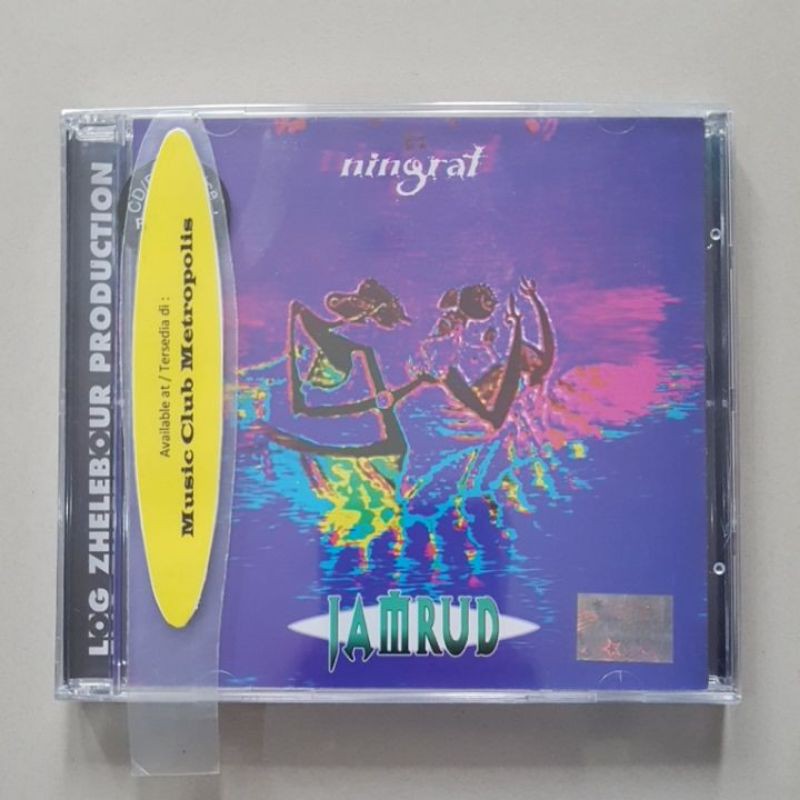 LOG ZHELEBOUR PRODUCTION
Available at / Tersedia di :
Music Club Metropolis
ningrat
JAMRUD